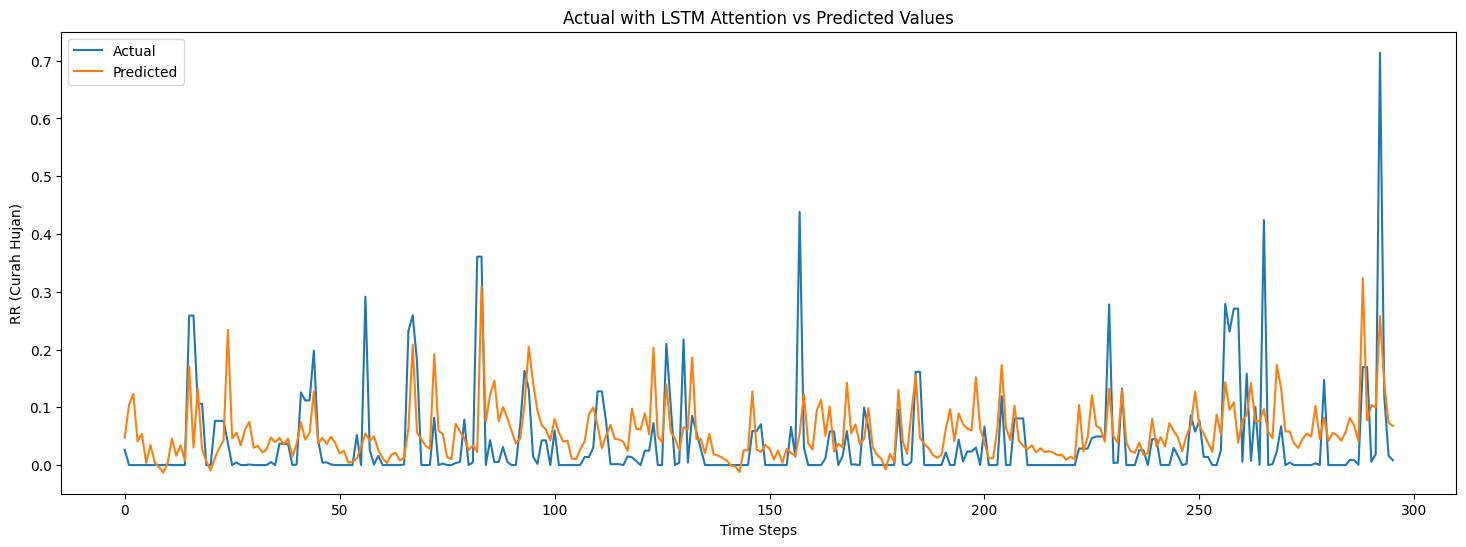 Actual with LSTM Attention vs Predicted Values
Actual
Predicted
RR (Curah Hujan)
0.7
0.6
0.5
0.4
0.3
0.2
0.1
0.0
0 50 100 150 200 250 300
Time Steps